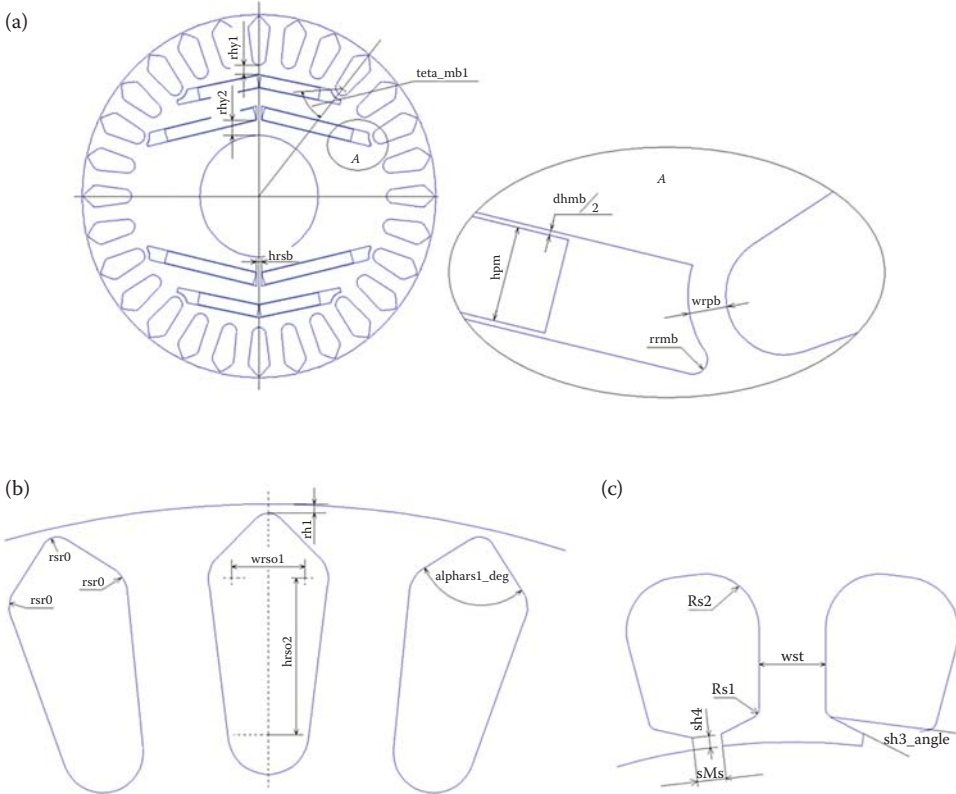 (a)
rhy1
teta_mb1
rhy2
A
hrsb
A
dhmb/2
hpm
wrpb
rrmb
(b)
rh1
rsr0
wrso1
rsr0
alphars1_deg
rsr0
hrso2
(c)
Rs2
wst
Rs1
sh4
sh3_angle
sMs